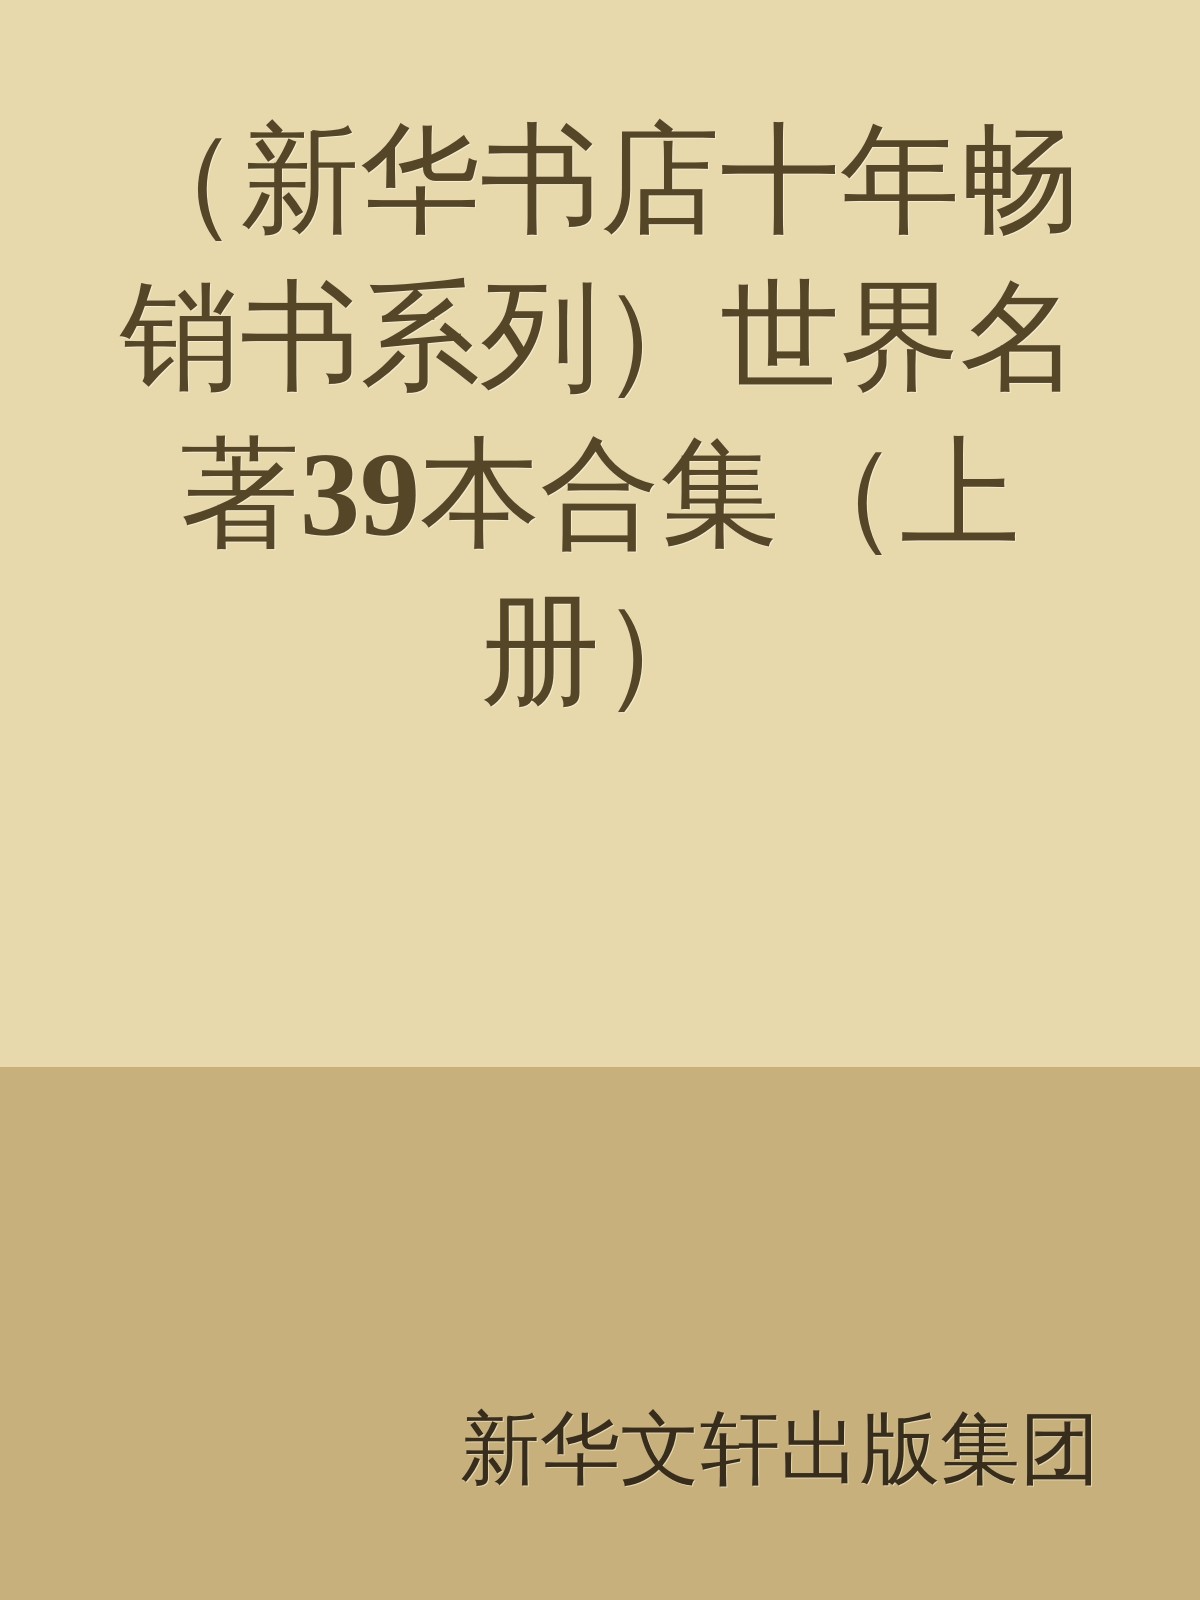 （新华书店十年畅
销书系列）世界名
著39本合集（上
册）
新华文轩出版集团